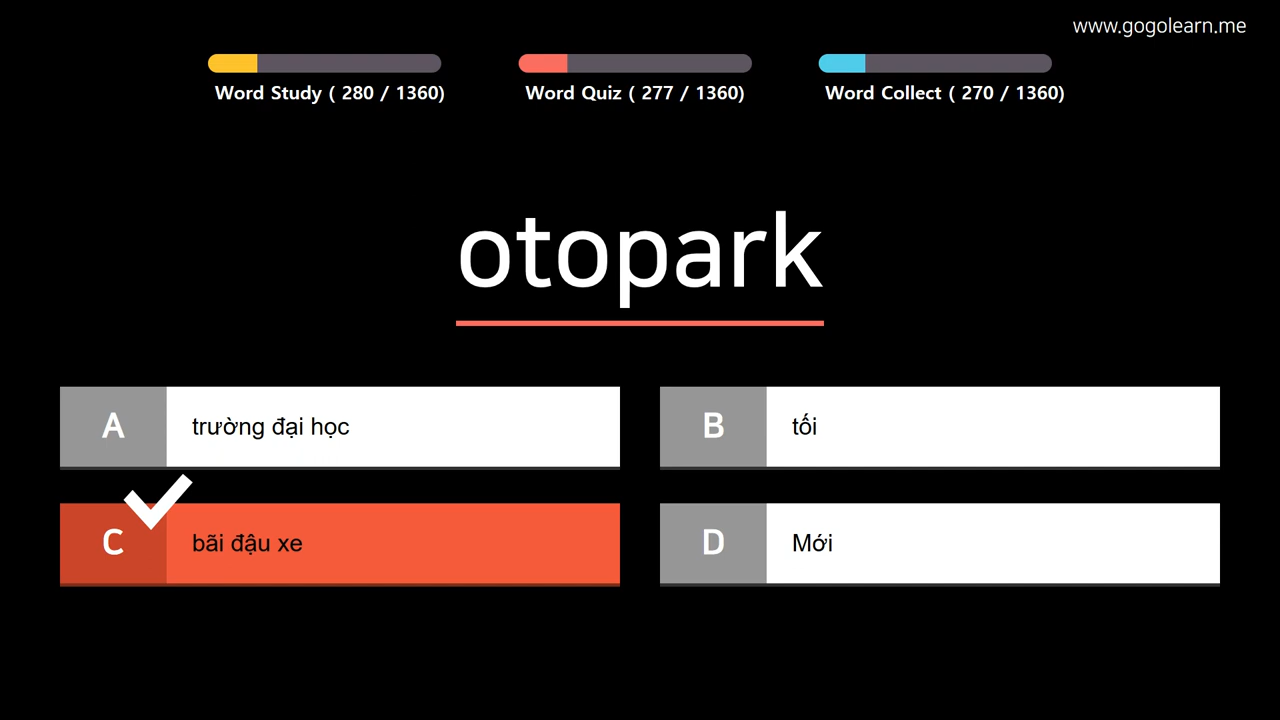 www.gogolearn.me
Word Study ( 280 / 1360)
Word Quiz ( 277 / 1360)
Word Collect ( 270 / 1360)
otopark
A
trường đại học
B
tối
C
bãi đậu xe
D
Mới